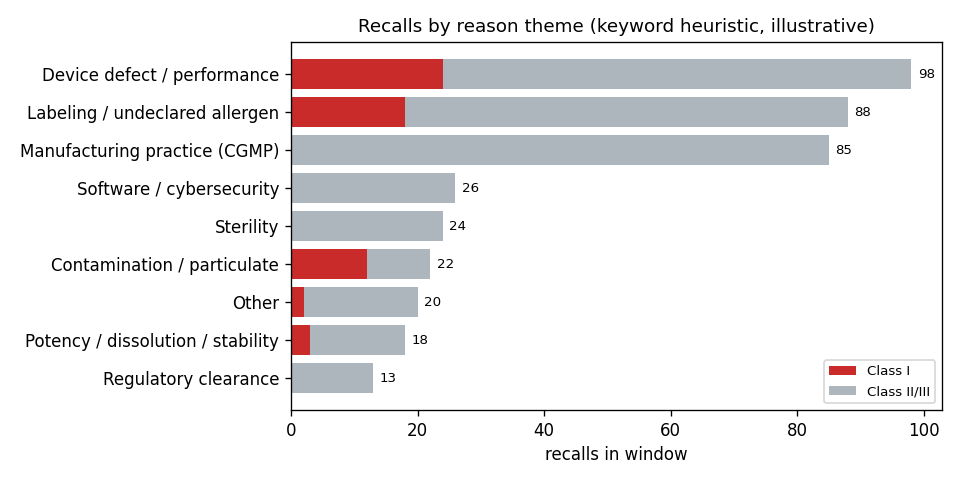 Recalls by reason theme (keyword heuristic, illustrative)
Device defect / performance 98
Labeling / undeclared allergen 88
Manufacturing practice (CGMP) 85
Software / cybersecurity 26
Sterility 24
Contamination / particulate 22
Other 20
Potency / dissolution / stability 18
Regulatory clearance 13
Class I
Class II/III
0 20 40 60 80 100
recalls in window